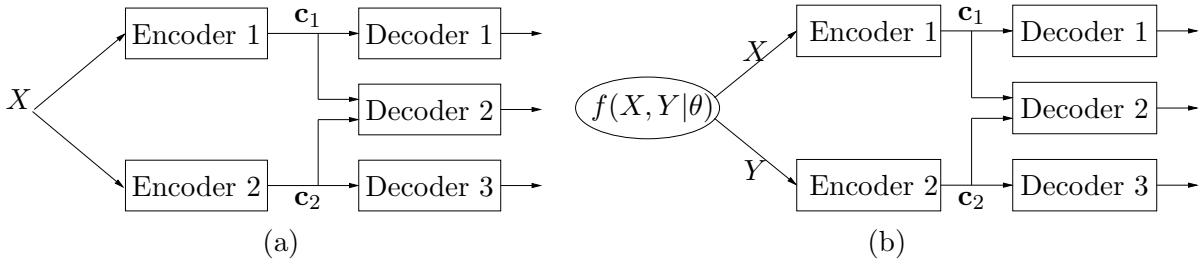 X
Encoder 1
Encoder 2
c₁
c₂
Decoder 1
Decoder 2
Decoder 3
(a)
f(X, Y|θ)
X
Y
Encoder 1
Encoder 2
c₁
c₂
Decoder 1
Decoder 2
Decoder 3
(b)